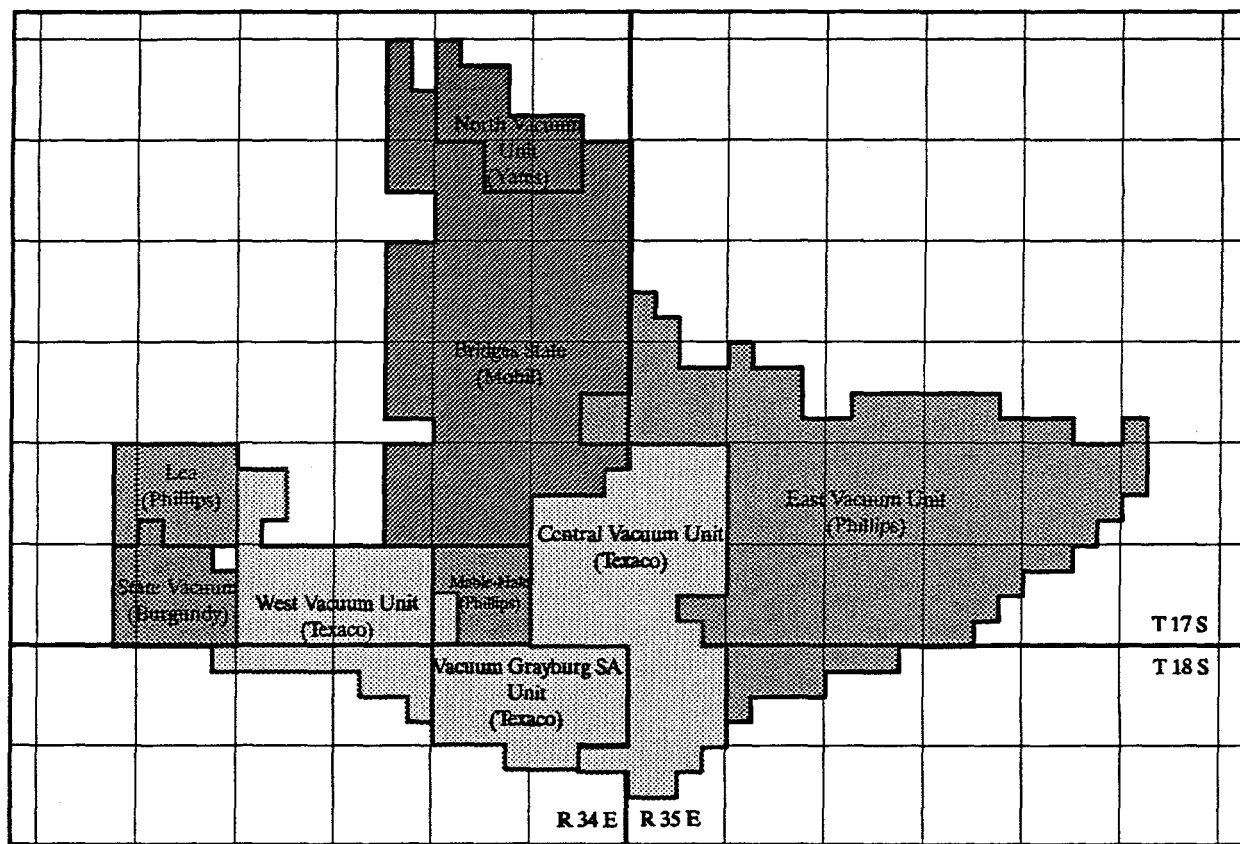 North Vacuum
Unit
(Yates)
Bridges State
(Mobil)
Lea
(Phillips)
East Vacuum Unit
(Phillips)
Central Vacuum Unit
(Texaco)
State Vacuum
(Burgundy)
West Vacuum Unit
(Texaco)
Mable-Hale
(Phillips)
T 17 S
T 18 S
Vacuum Grayburg SA
Unit
(Texaco)
R 34 E
R 35 E